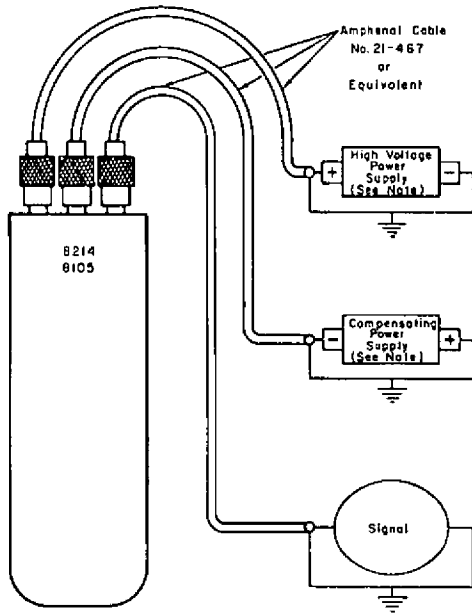 Amphenol Cable
No. 21-467
or
Equivalent
+ High Voltage -
Power
Supply
(See Note)
8214
8105
- Compensating +
Power
Supply
(See Note)
Signal